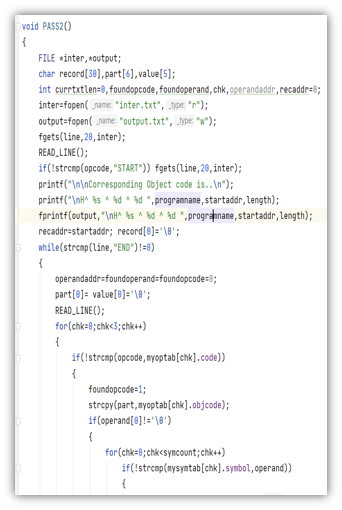 void PASS2()
{
FILE *inter,*output;
char record[30],part[6],value[5];
int currtxtlen=0,foundopcode,foundoperand,chk,operandaddr,recaddr=0;
inter=fopen( _name: "inter.txt", _type: "r");
output=fopen( _name: "output.txt", _type: "w");
fgets(line,20,inter);
READ_LINE();
if(!strcmp(opcode,"START")) fgets(line,20,inter);
printf("\n\nCorresponding Object code is..\n");
printf("\nH^ %s ^ %d ^ %d ",programname,startaddr,length);
fprintf(output,"\nH^ %s ^ %d ^ %d ",programname,startaddr,length);
recaddr=startaddr; record[0]='\0';
while(strcmp(line,"END")!=0)
{
operandaddr=foundoperand=foundopcode=0;
part[0]= value[0]='\0';
READ_LINE();
for(chk=0;chk<3;chk++)
{
if(!strcmp(opcode,myoptab[chk].code))
{
foundopcode=1;
strcpy(part,myoptab[chk].objcode);
if(operand[0]!='\0')
{
for(chk=0;chk<symcount;chk++)
if(!strcmp(mysymtab[chk].symbol,operand))
{